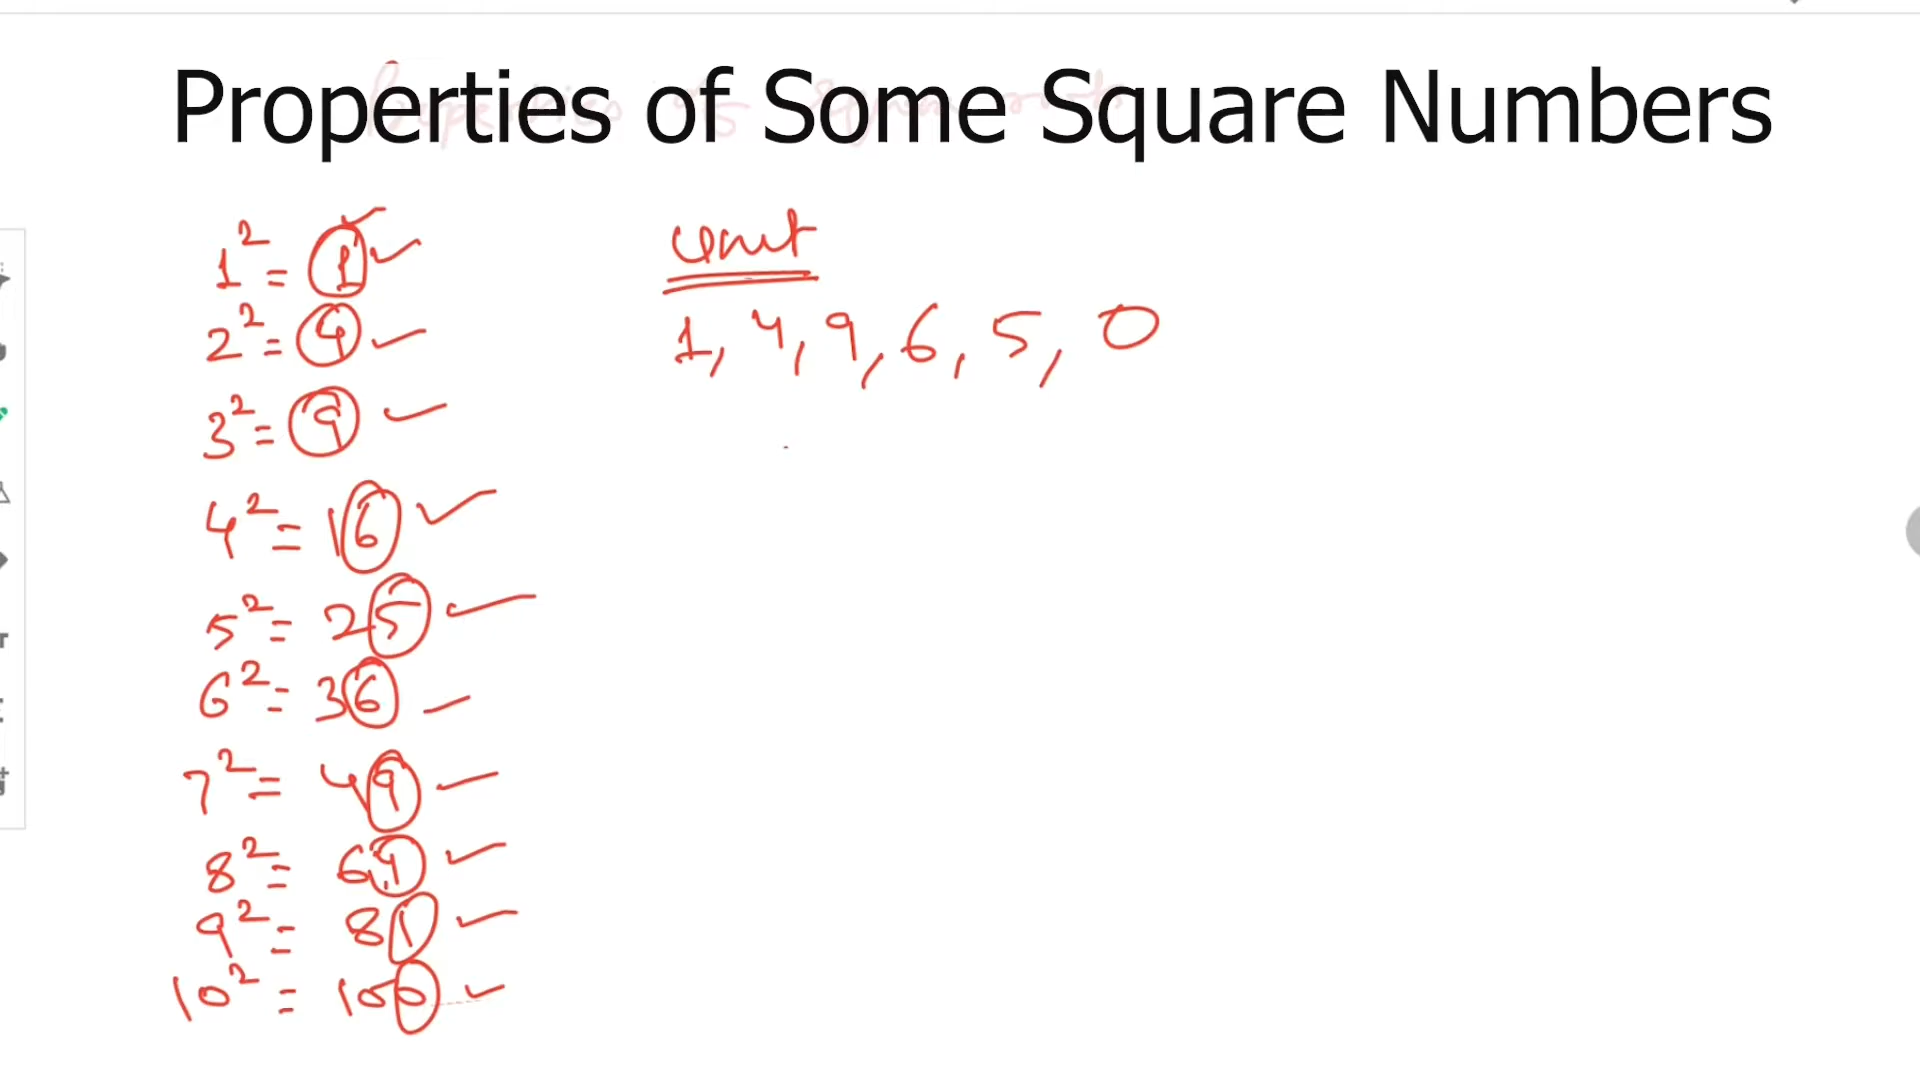 Properties of Some Square Numbers
1² = 1
2² = 4
3² = 9
4² = 16
5² = 25
6² = 36
7² = 49
8² = 64
9² = 81
10² = 100
unit
1, 4, 9, 6, 5, 0